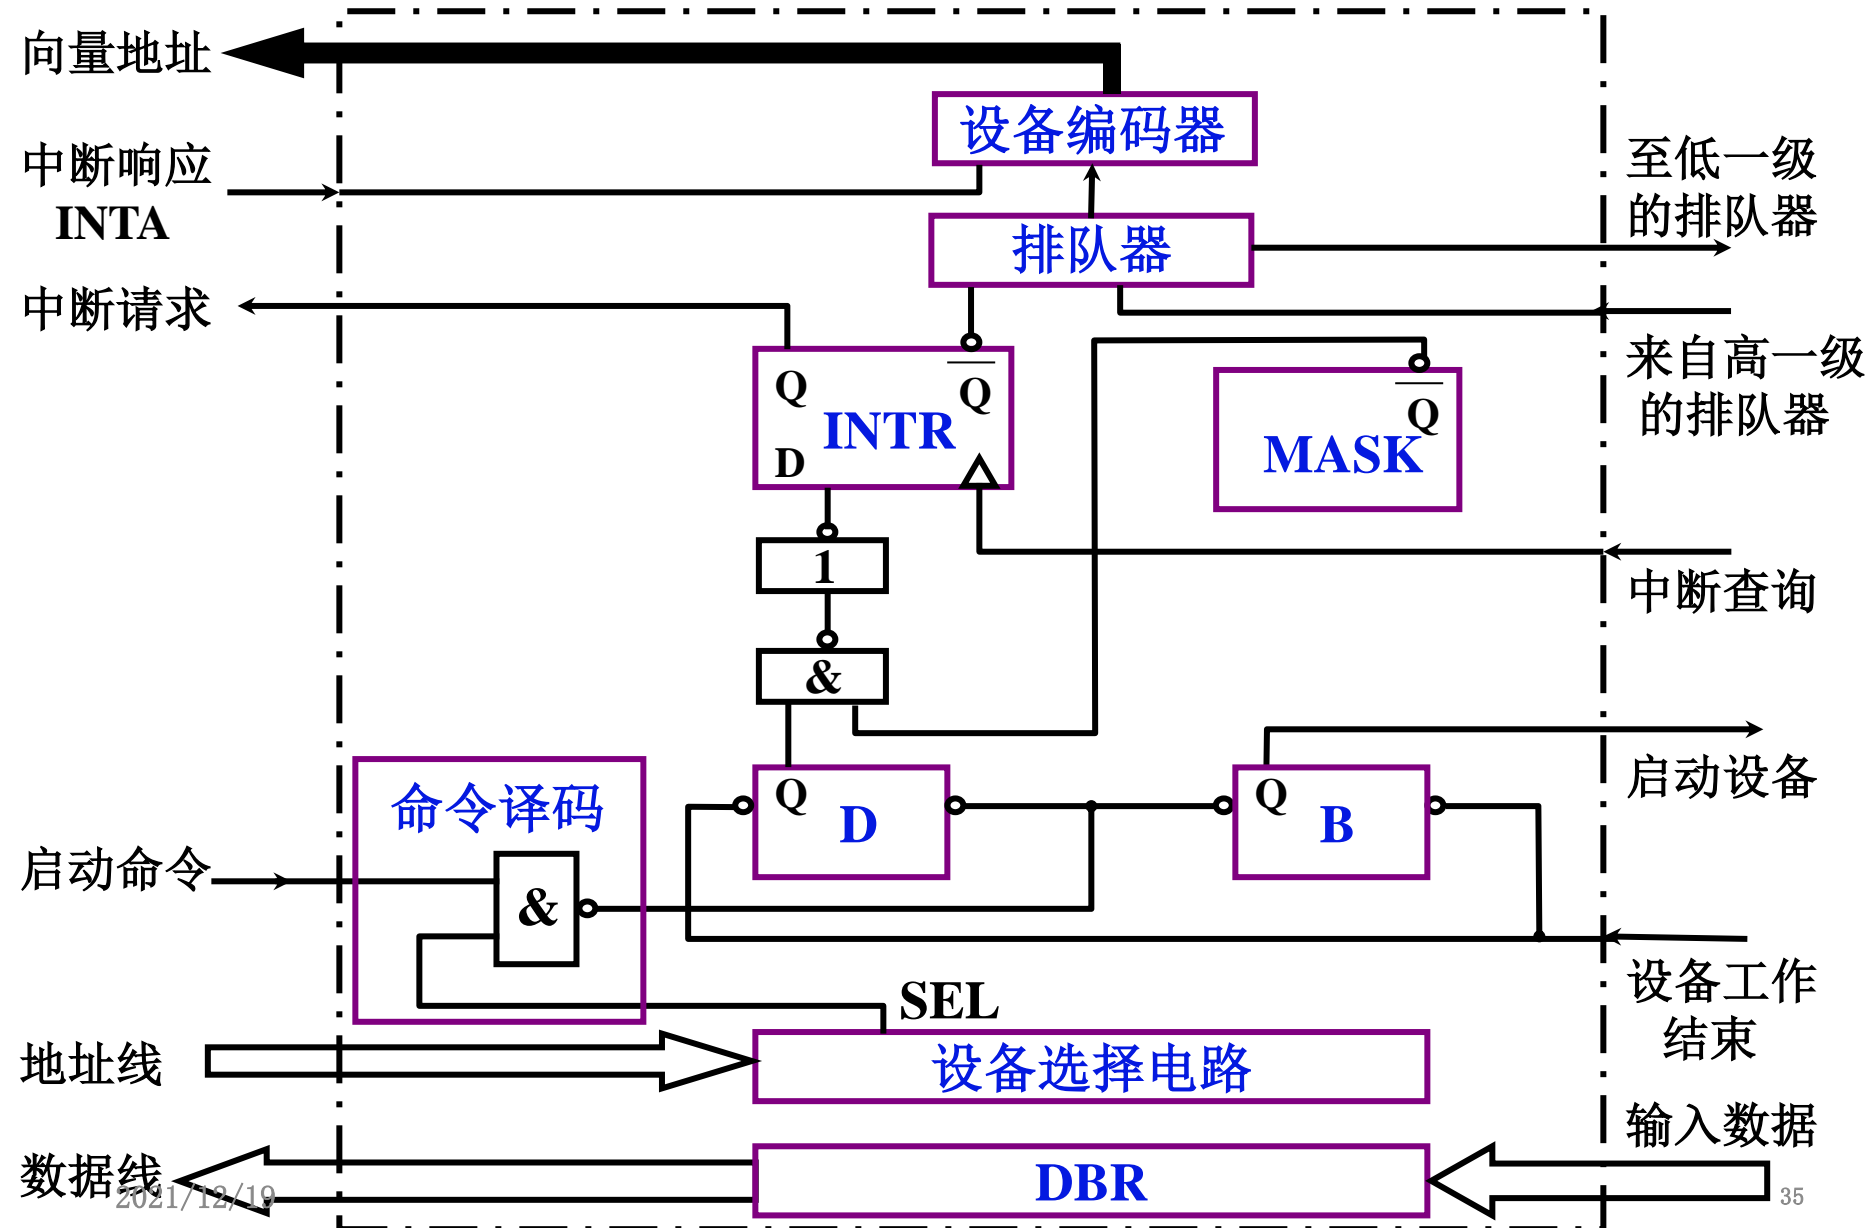 向量地址
设备编码器
中断响应
INTA
至低一级
的排队器
排队器
中断请求
来自高一级
的排队器
Q
Q
INTR
D
Q
MASK
1
中断查询
&
启动设备
命令译码
Q
D
Q
B
启动命令
&
设备工作
结束
SEL
地址线
设备选择电路
输入数据
数据线
DBR
2021/12/19
35